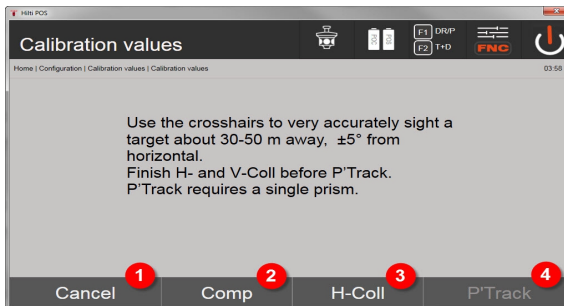 Hilti POS
Calibration values
POC
POS
F1 DR/P
F2 T+D
FNC
Home | Configuration | Calibration values | Calibration values
03:58
Use the crosshairs to very accurately sight a
target about 30-50 m away, ±5° from
horizontal.
Finish H- and V-Coll before P'Track.
P'Track requires a single prism.
1
2
3
4
Cancel
Comp
H-Coll
P'Track